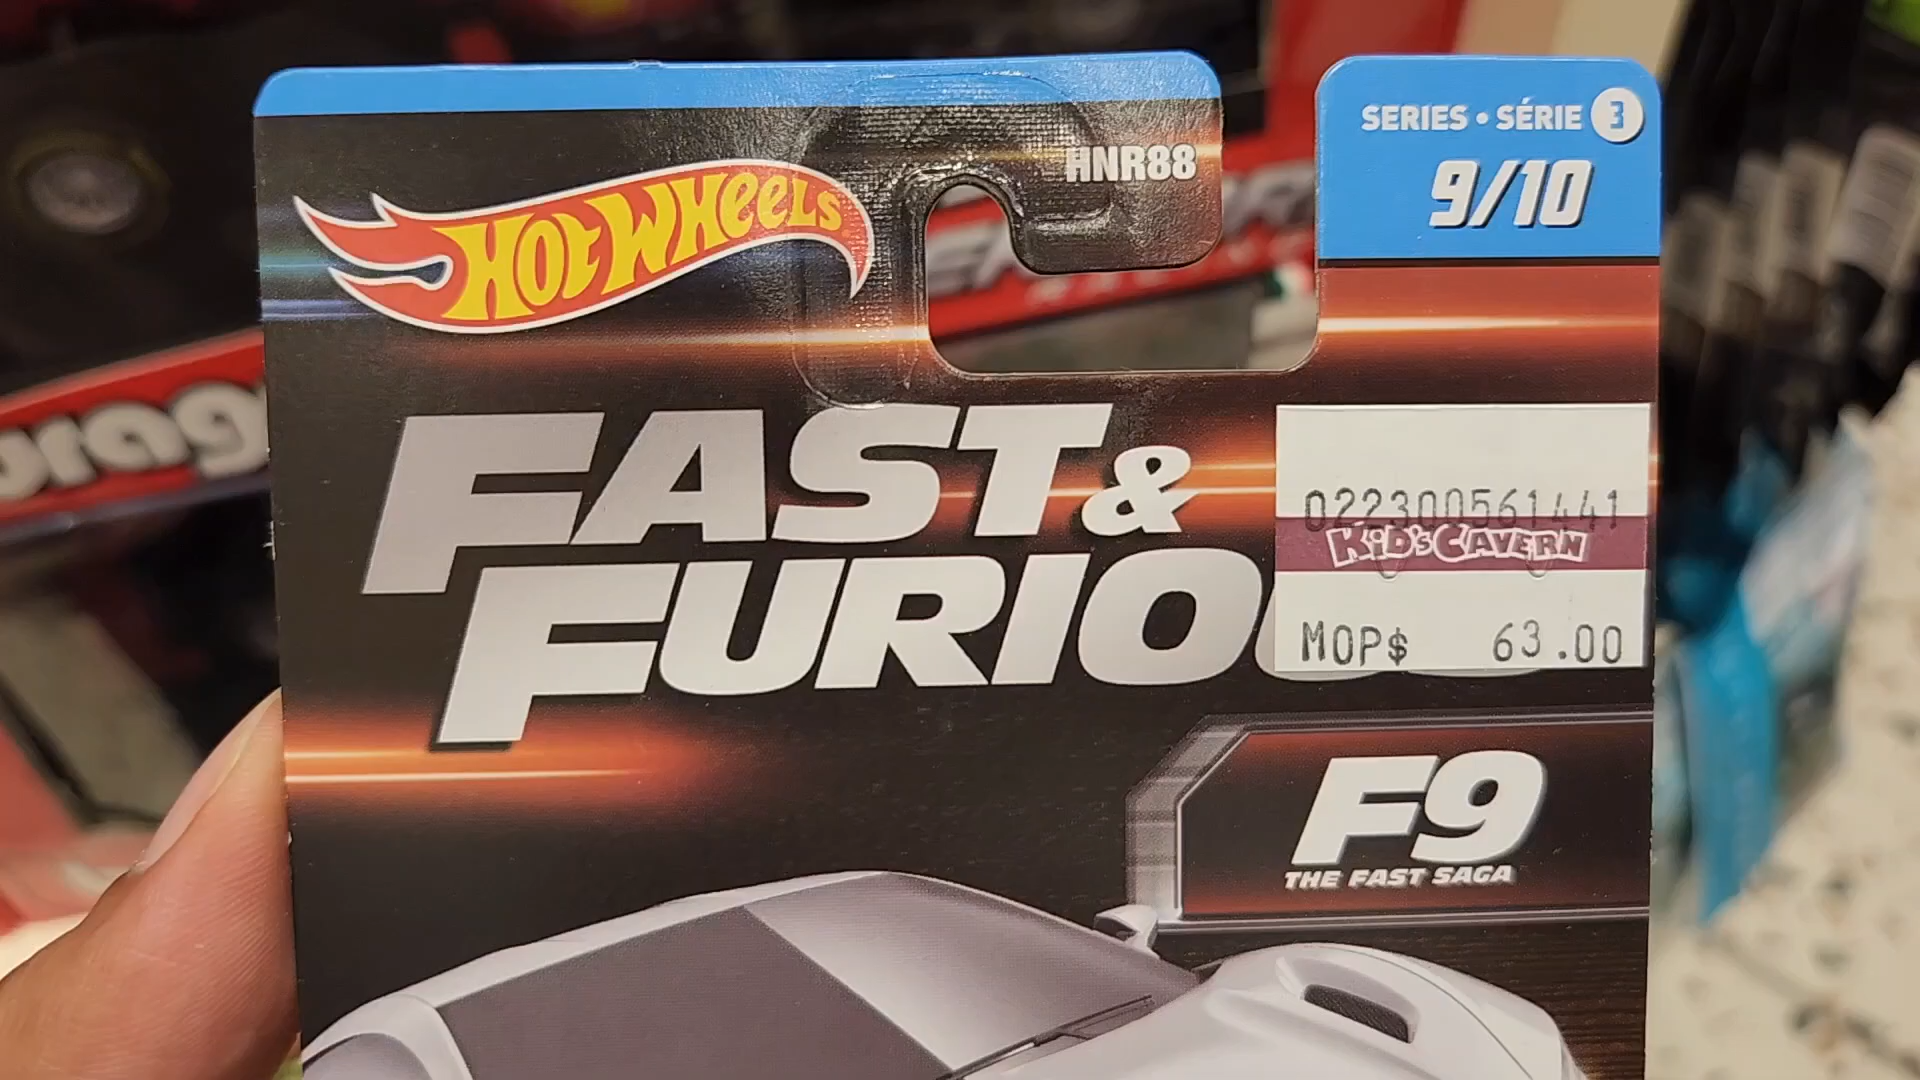 SERIES • SÉRIE 3
9/10
HNR88
HOT WHEELS
FAST &
FURIO
022300561441
KID'S CAVERN
MOP$ 63.00
F9
THE FAST SAGA